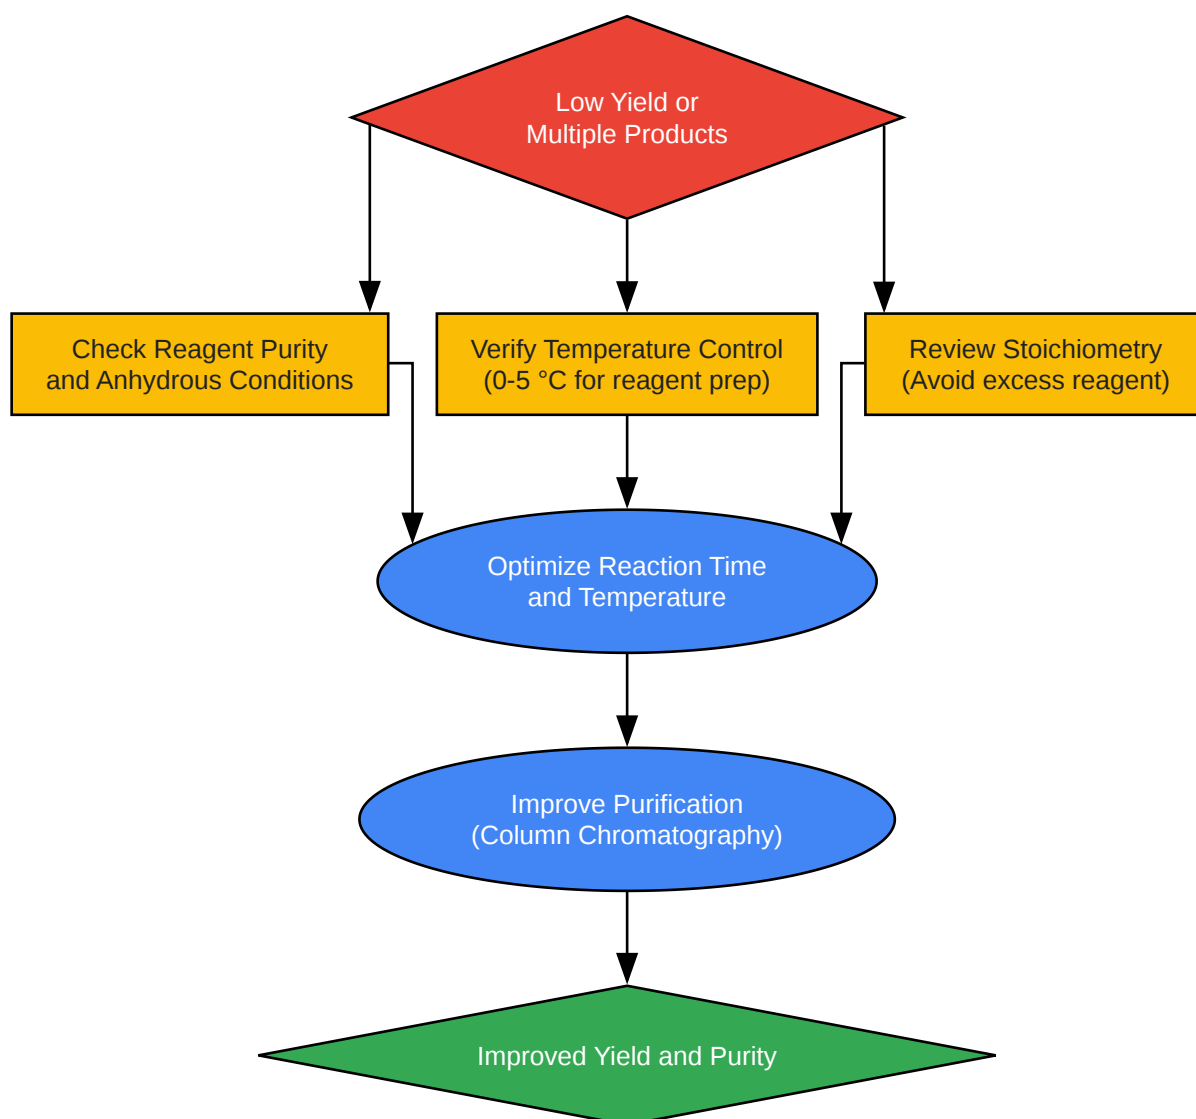 Low Yield or
Multiple Products
Check Reagent Purity
and Anhydrous Conditions
Verify Temperature Control
(0-5 °C for reagent prep)
Review Stoichiometry
(Avoid excess reagent)
Optimize Reaction Time
and Temperature
Improve Purification
(Column Chromatography)
Improved Yield and Purity